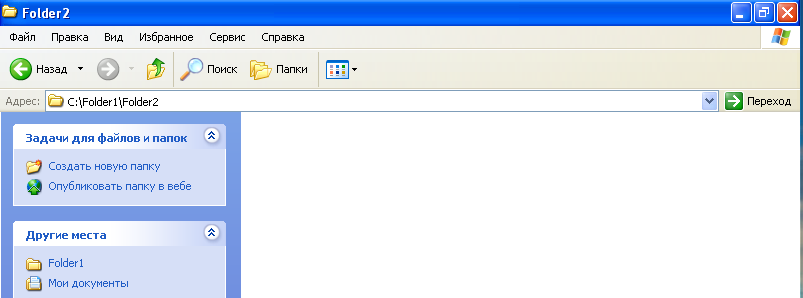 Folder2
Файл Правка Вид Избранное Сервис Справка
Назад Поиск Папки
Адрес: C:\Folder1\Folder2 Переход
Задачи для файлов и папок
Создать новую папку
Опубликовать папку в вебе
Другие места
Folder1
Мои документы